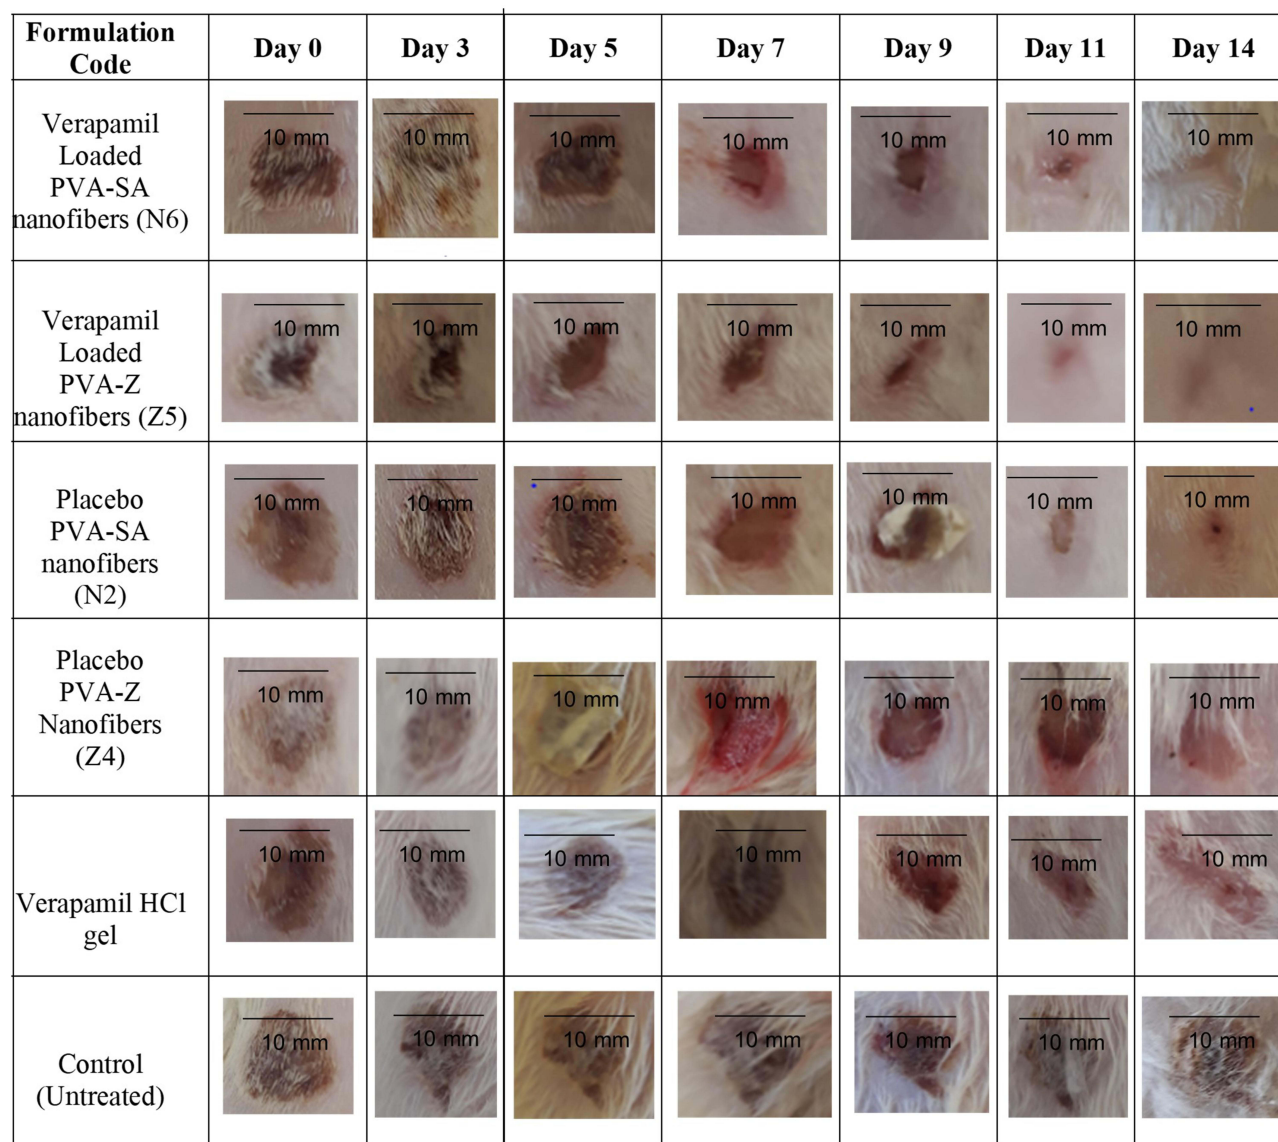 Formulation Code Day 0 Day 3 Day 5 Day 7 Day 9 Day 11 Day 14
Verapamil
Loaded
PVA-SA
nanofibers (N6)
10 mm 10 mm 10 mm 10 mm 10 mm 10 mm 10 mm
Verapamil
Loaded
PVA-Z
nanofibers (Z5)
10 mm 10 mm 10 mm 10 mm 10 mm 10 mm 10 mm
Placebo
PVA-SA
nanofibers
(N2)
10 mm 10 mm 10 mm 10 mm 10 mm 10 mm 10 mm
Placebo
PVA-Z
Nanofibers
(Z4)
10 mm 10 mm 10 mm 10 mm 10 mm 10 mm 10 mm
Verapamil HCl
gel
10 mm 10 mm 10 mm 10 mm 10 mm 10 mm 10 mm
Control
(Untreated)
10 mm 10 mm 10 mm 10 mm 10 mm 10 mm 10 mm